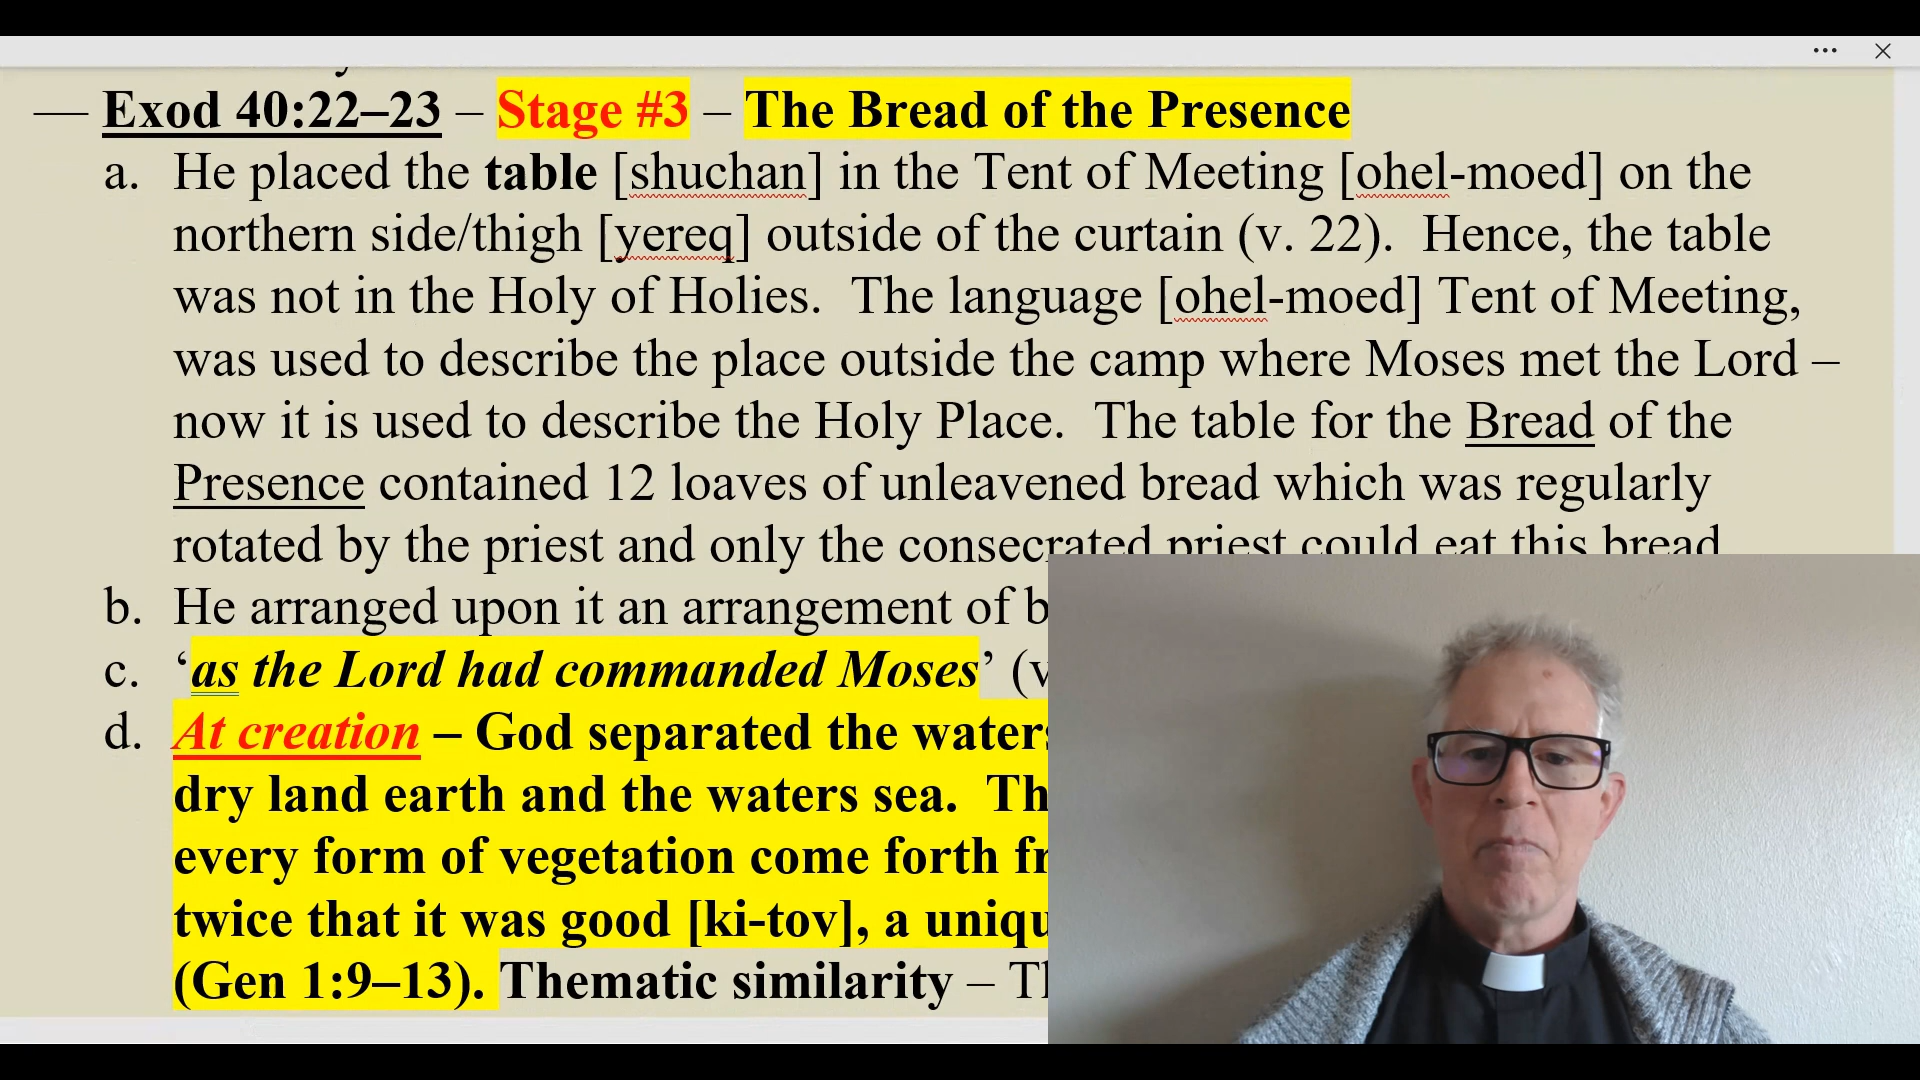 — Exod 40:22–23 – Stage #3 – The Bread of the Presence
a. He placed the table [shuchan] in the Tent of Meeting [ohel-moed] on the
northern side/thigh [yereq] outside of the curtain (v. 22). Hence, the table
was not in the Holy of Holies. The language [ohel-moed] Tent of Meeting,
was used to describe the place outside the camp where Moses met the Lord –
now it is used to describe the Holy Place. The table for the Bread of the
Presence contained 12 loaves of unleavened bread which was regularly
rotated by the priest and only the consecrated priest could eat this bread
b. He arranged upon it an arrangement of
c. ‘as the Lord had commanded Moses’ (v
d. At creation – God separated the waters
dry land earth and the waters sea.
every form of vegetation come forth
twice that it was good [ki-tov], a
(Gen 1:9–13). Thematic similarity –